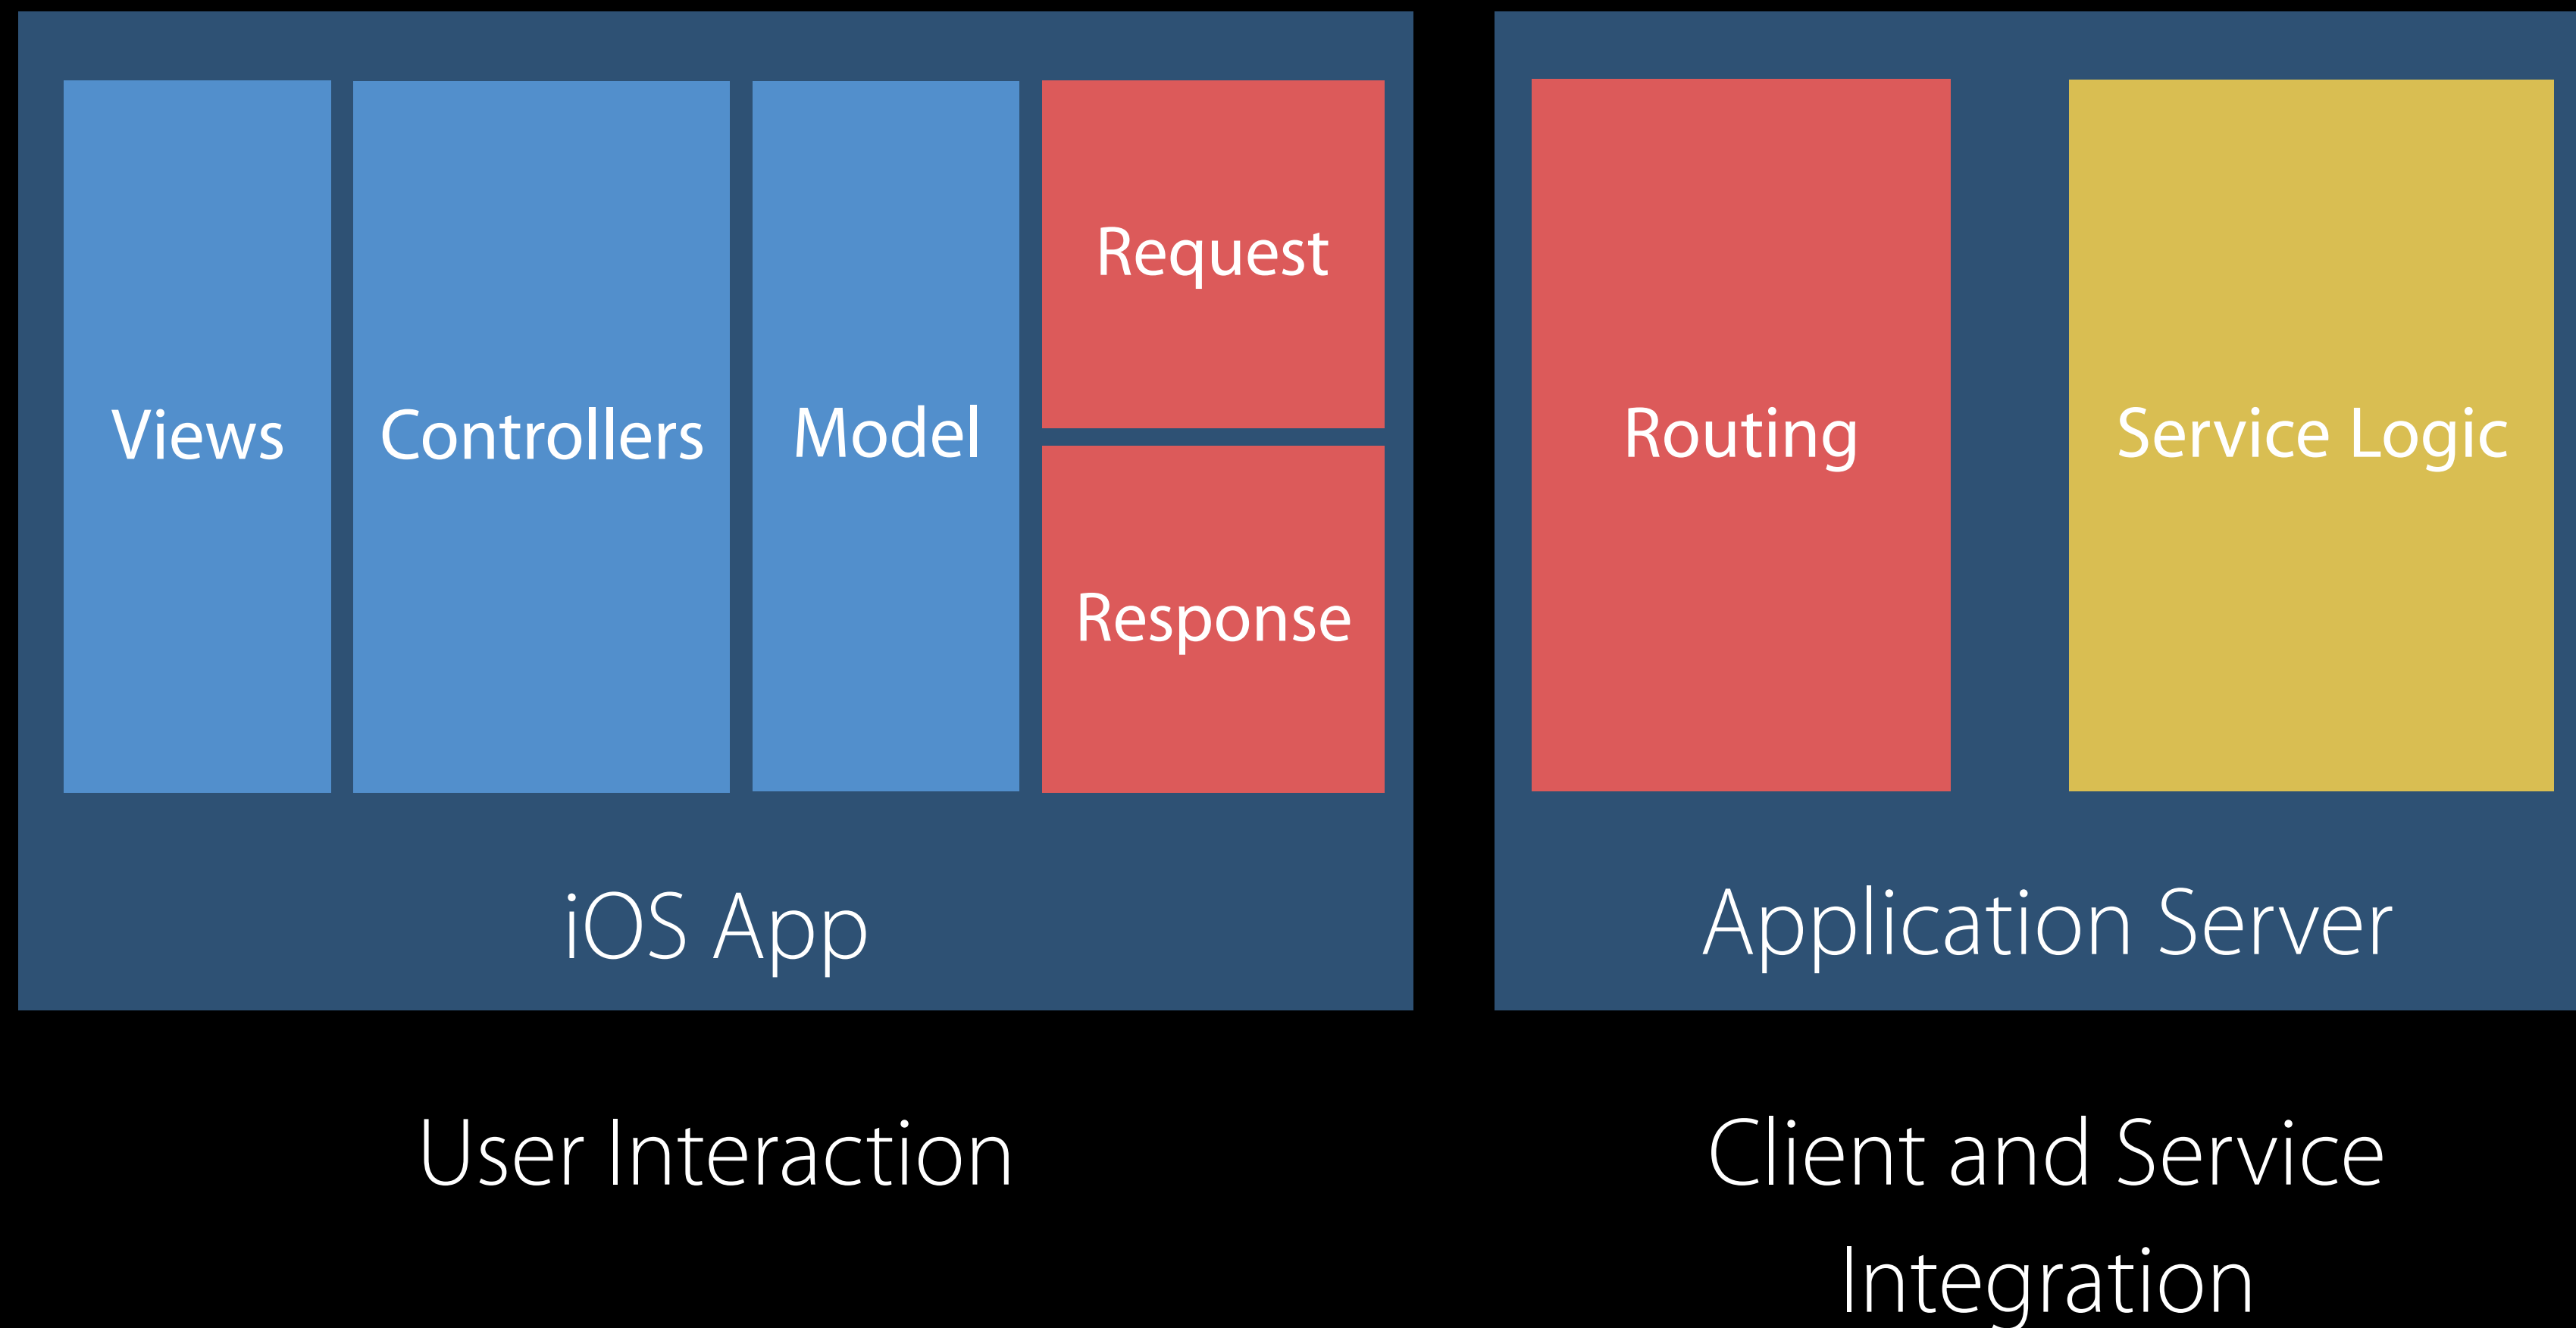 Views
Controllers
Model
Request
Response
iOS App
User Interaction
Routing
Service Logic
Application Server
Client and Service
Integration